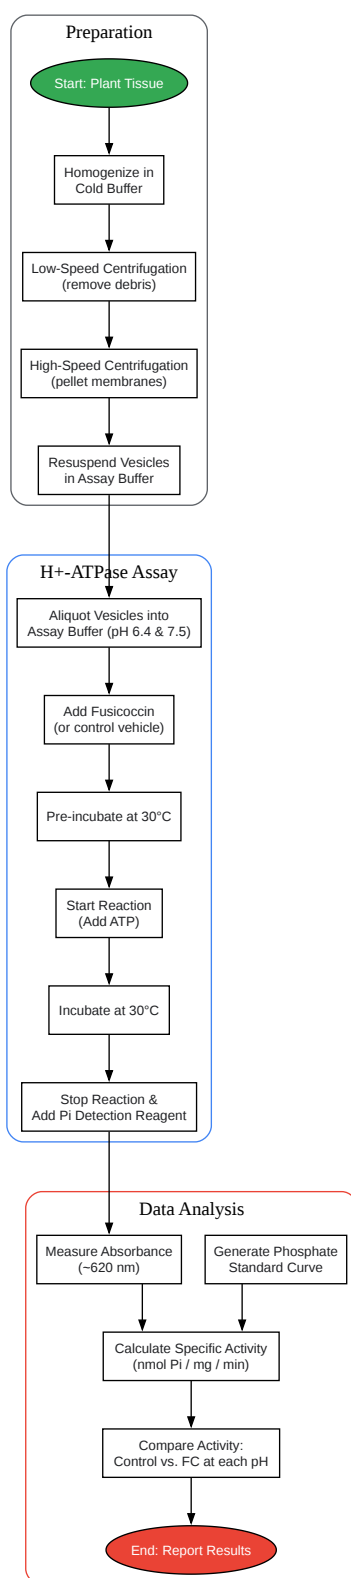 Preparation
Start: Plant Tissue
Homogenize in
Cold Buffer
Low-Speed Centrifugation
(remove debris)
High-Speed Centrifugation
(pellet membranes)
Resuspend Vesicles
in Assay Buffer
H+-ATPase Assay
Aliquot Vesicles into
Assay Buffer (pH 6.4 & 7.5)
Add Fusicoccin
(or control vehicle)
Pre-incubate at 30°C
Start Reaction
(Add ATP)
Incubate at 30°C
Stop Reaction &
Add Pi Detection Reagent
Data Analysis
Measure Absorbance
(~620 nm)
Generate Phosphate
Standard Curve
Calculate Specific Activity
(nmol Pi / mg / min)
Compare Activity:
Control vs. FC at each pH
End: Report Results